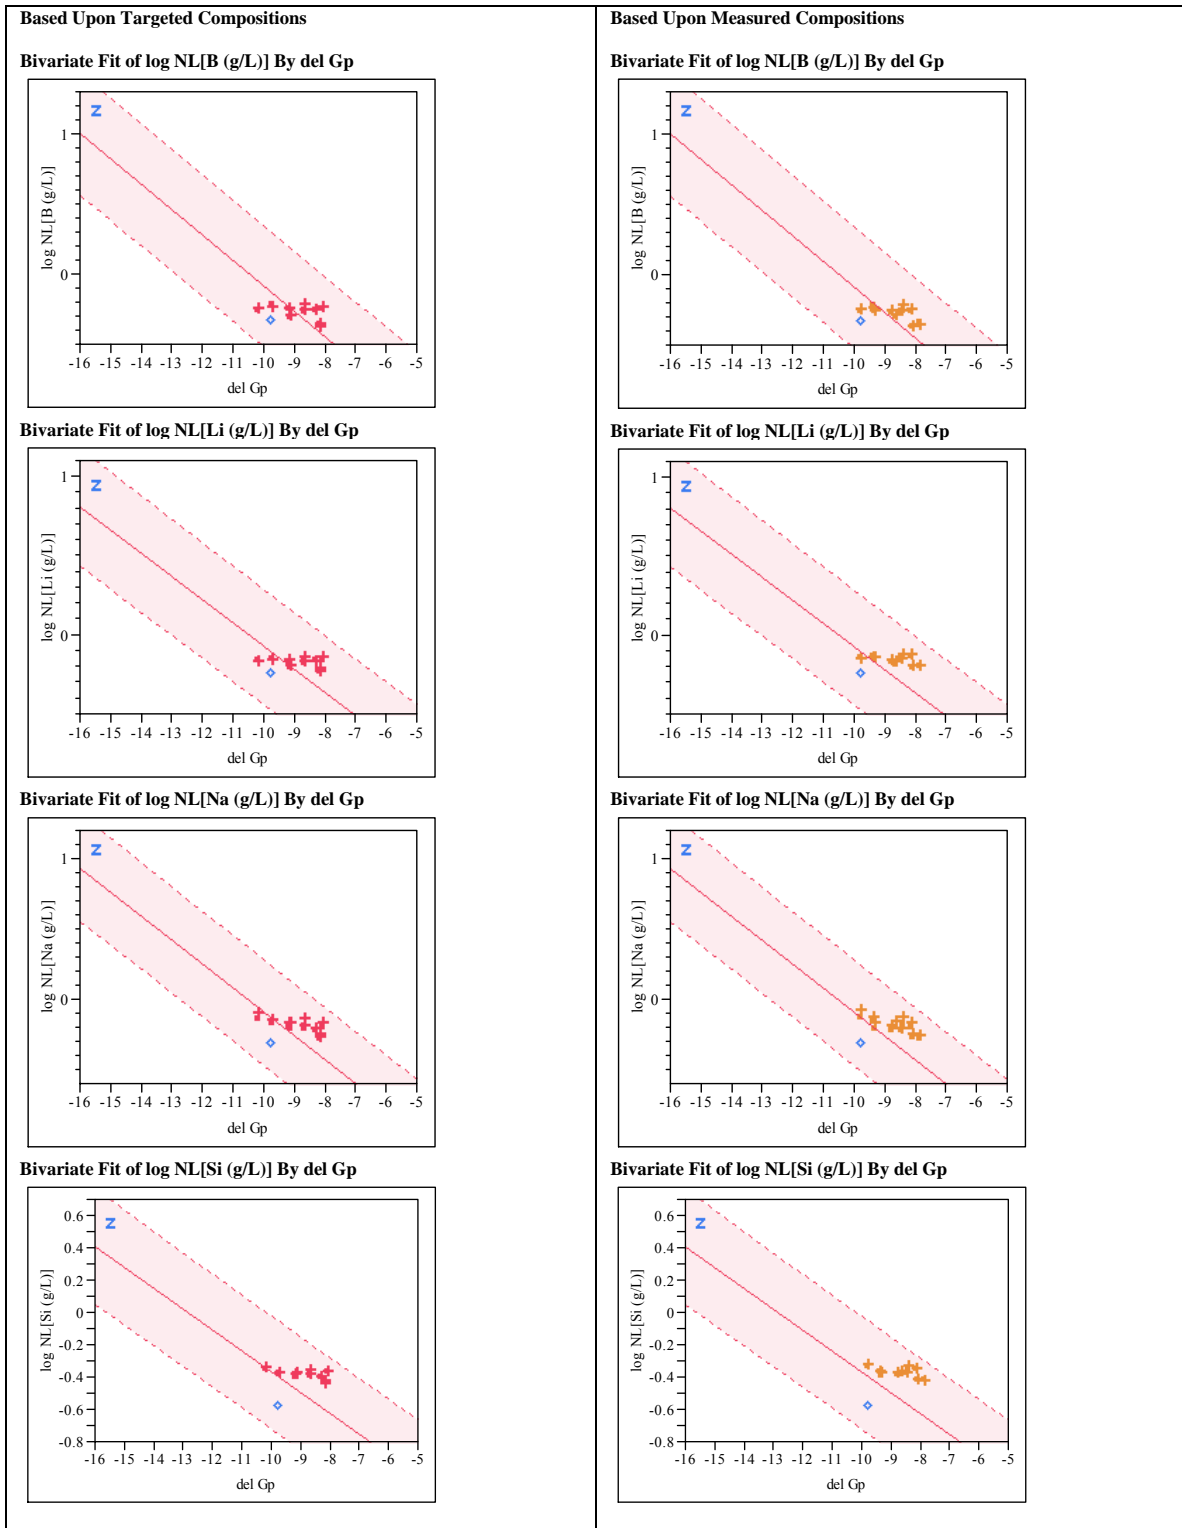 Based Upon Targeted Compositions
Bivariate Fit of log NL[B (g/L)] By del Gp
log NL[B (g/L)]
1
0
Z
-16 -15 -14 -13 -12 -11 -10 -9 -8 -7 -6 -5
del Gp
Bivariate Fit of log NL[Li (g/L)] By del Gp
log NL[Li (g/L)]
1
0
Z
-16 -15 -14 -13 -12 -11 -10 -9 -8 -7 -6 -5
del Gp
Bivariate Fit of log NL[Na (g/L)] By del Gp
log NL[Na (g/L)]
1
0
Z
-16 -15 -14 -13 -12 -11 -10 -9 -8 -7 -6 -5
del Gp
Bivariate Fit of log NL[Si (g/L)] By del Gp
log NL[Si (g/L)]
0.6
0.4
0.2
0
-0.2
-0.4
-0.6
-0.8
Z
-16 -15 -14 -13 -12 -11 -10 -9 -8 -7 -6 -5
del Gp
Based Upon Measured Compositions
Bivariate Fit of log NL[B (g/L)] By del Gp
log NL[B (g/L)]
1
0
Z
-16 -15 -14 -13 -12 -11 -10 -9 -8 -7 -6 -5
del Gp
Bivariate Fit of log NL[Li (g/L)] By del Gp
log NL[Li (g/L)]
1
0
Z
-16 -15 -14 -13 -12 -11 -10 -9 -8 -7 -6 -5
del Gp
Bivariate Fit of log NL[Na (g/L)] By del Gp
log NL[Na (g/L)]
1
0
Z
-16 -15 -14 -13 -12 -11 -10 -9 -8 -7 -6 -5
del Gp
Bivariate Fit of log NL[Si (g/L)] By del Gp
log NL[Si (g/L)]
0.6
0.4
0.2
0
-0.2
-0.4
-0.6
-0.8
Z
-16 -15 -14 -13 -12 -11 -10 -9 -8 -7 -6 -5
del Gp